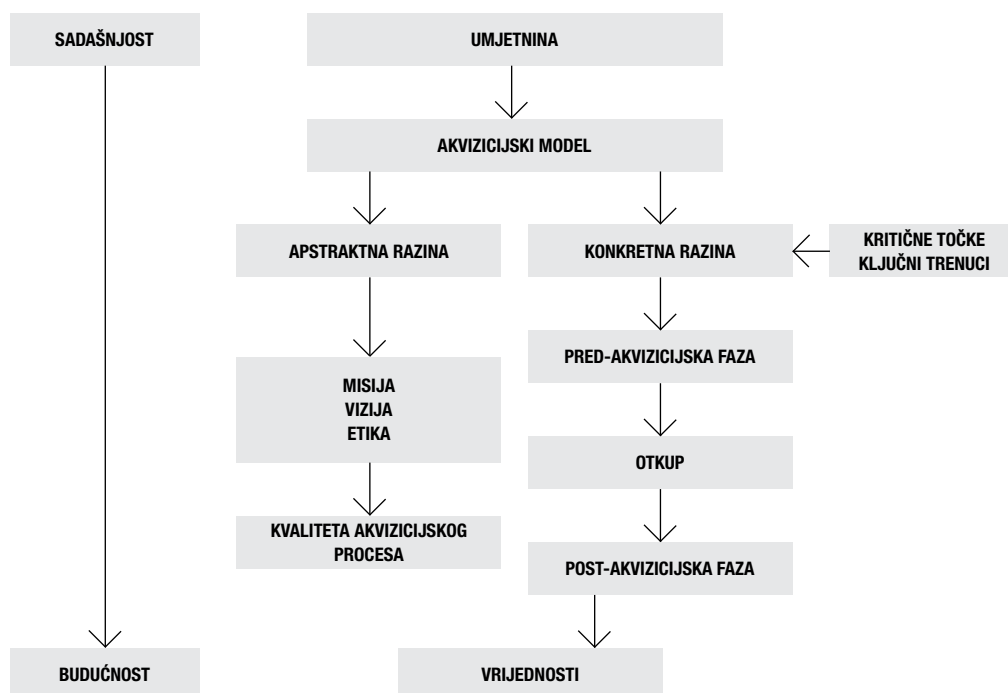 SADAŠNJOST
UMJETNINA
AKVIZICIJSKI MODEL
APSTRAKTNA RAZINA
KONKRETNA RAZINA
KRITIČNE TOČKE
KLJUČNI TRENUCI
PRED-AKVIZICIJSKA FAZA
MISIJA
VIZIJA
ETIKA
OTKUP
KVALITETA AKVIZICIJSKOG
PROCESA
POST-AKVIZICIJSKA FAZA
BUDUĆNOST
VRIJEDNOSTI